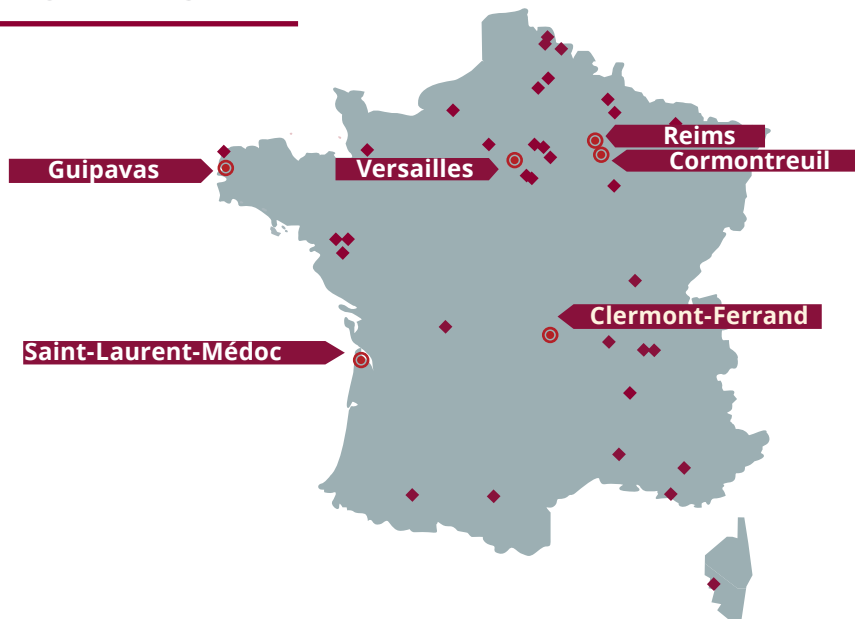 Reims
Cormontreuil
Guipavas
Versailles
Clermont-Ferrand
Saint-Laurent-Médoc